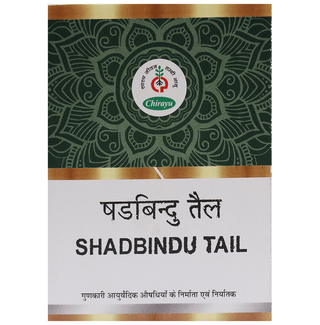 Chirayu
षडबिन्दु तैल
SHADBINDU TAIL
गुणकारी आयुर्वेदिक औषधियों के निर्माता एवं निर्यातक